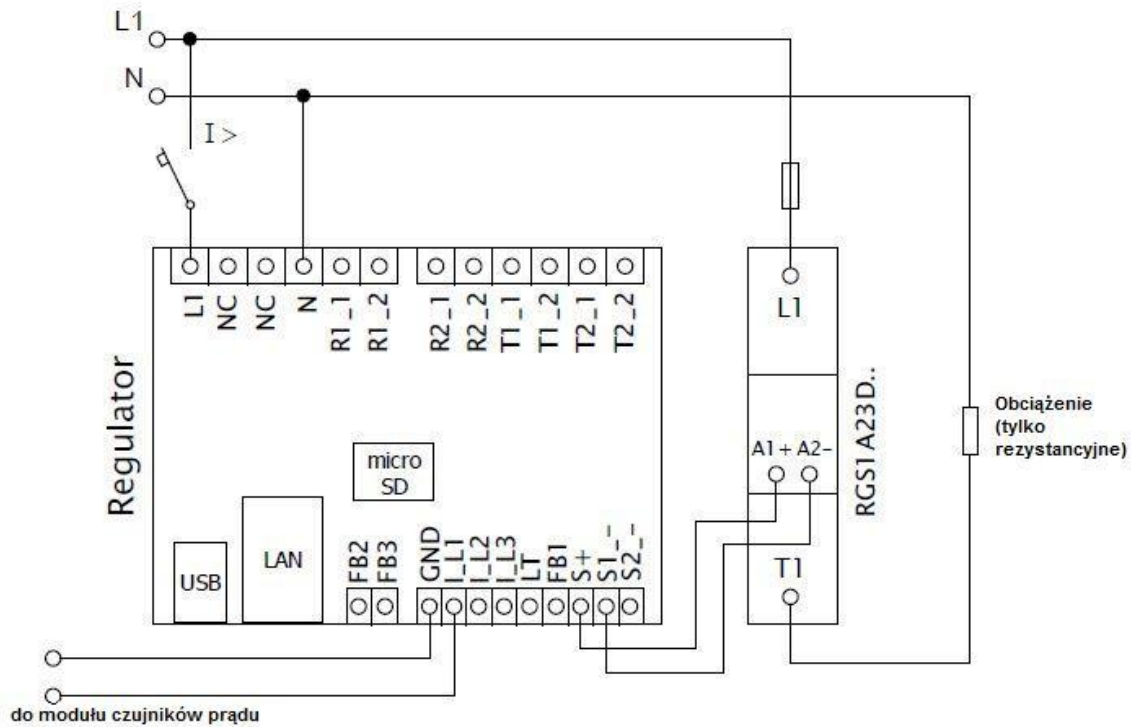 L1
N
I >
L1
NC
NC
N
R1_1
R1_2
R2_1
R2_2
T1_1
T1_2
T2_1
T2_2
Regulator
micro
SD
USB
LAN
FB2
FB3
GND
I_L1
I_L2
I_L3
LT
FB1
S+
S1_-
S2_-
L1
A1+ A2-
T1
RGS1A23D..
Obciążenie
(tylko
rezystancyjne)
do modułu czujników prądu